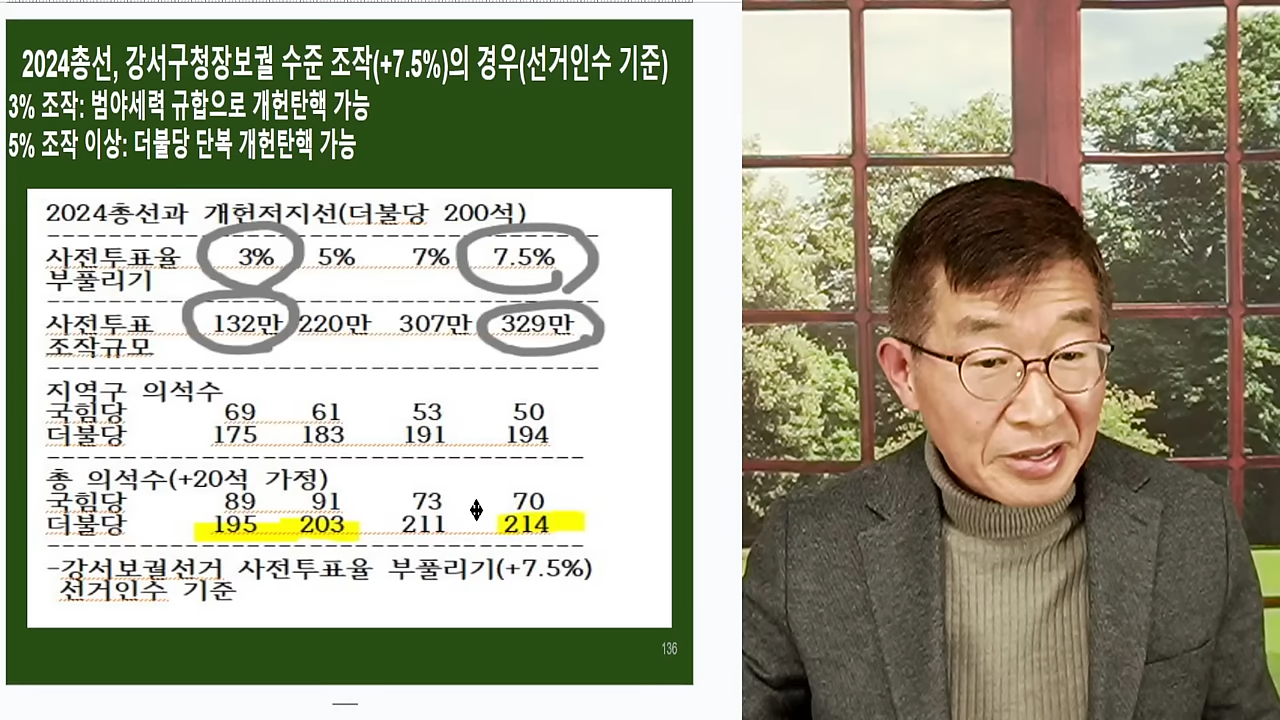 2024총선, 강서구청장보궐 수준 조작(+7.5%)의 경우(선거인수 기준)
3% 조작: 범야세력 규합으로 개헌탄핵 가능
5% 조작 이상: 더불당 단복 개헌탄핵 가능
2024총선과 개헌저지선(더불당 200석)
사전투표율 3% 5% 7% 7.5%
부풀리기
사전투표 132만 220만 307만 329만
조작규모
지역구 의석수
국힘당 69 61 53 50
더불당 175 183 191 194
총 의석수(+20석 가정)
국힘당 89 91 73 70
더불당 195 203 211 214
-강서보궐선거 사전투표율 부풀리기(+7.5%)
선거인수 기준
136